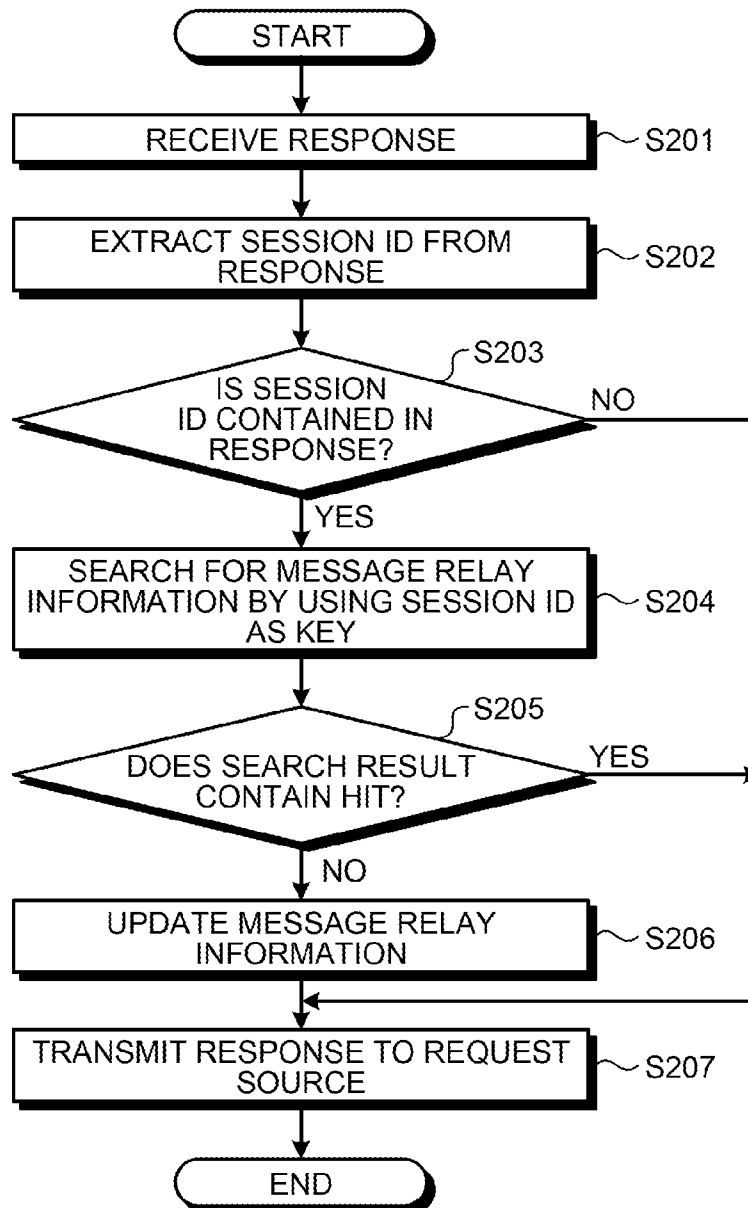 START
RECEIVE RESPONSE
S201
EXTRACT SESSION ID FROM
RESPONSE
S202
S203
IS SESSION
ID CONTAINED IN
RESPONSE?
NO
YES
SEARCH FOR MESSAGE RELAY
INFORMATION BY USING SESSION ID
AS KEY
S204
S205
DOES SEARCH RESULT
CONTAIN HIT?
YES
NO
UPDATE MESSAGE RELAY
INFORMATION
S206
TRANSMIT RESPONSE TO REQUEST
SOURCE
S207
END